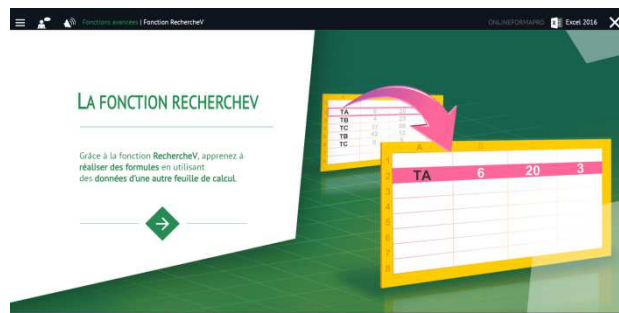 Fonctions avancées | Fonction RechercheV
ONLINEFORMAPRO
Excel 2016
LA FONCTION RECHERCHEV
Grâce à la fonction RechercheV, apprenez à
réaliser des formules en utilisant
des données d'une autre feuille de calcul.
TA
TB
TC
TB
TC
A
1
2 TA 6 20 3
3
4
5
6
7
8